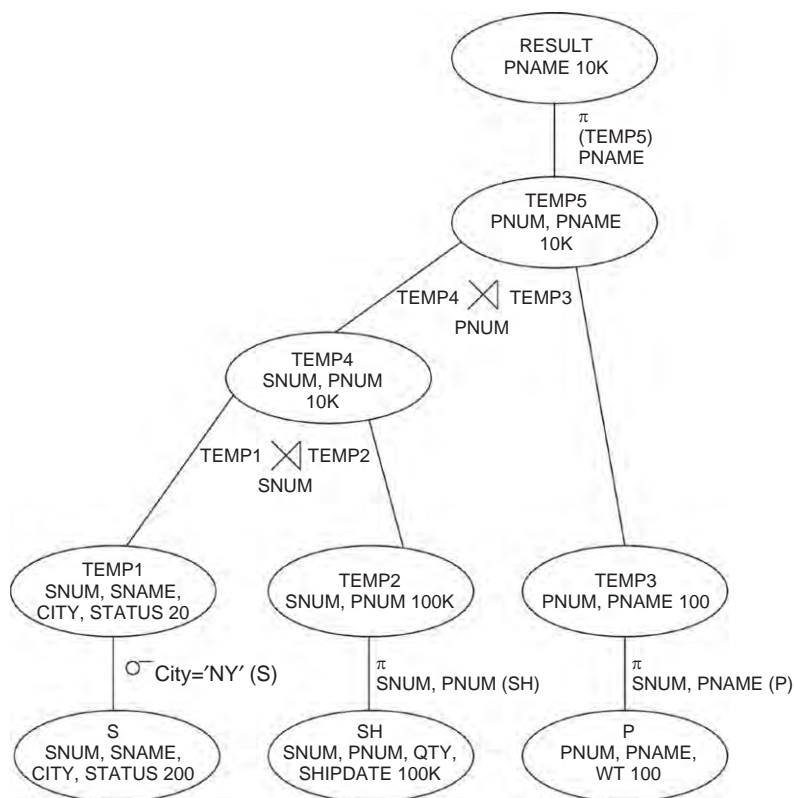 RESULT
PNAME 10K
π
(TEMP5)
PNAME
TEMP5
PNUM, PNAME
10K
TEMP4 TEMP3
PNUM
TEMP4
SNUM, PNUM
10K
TEMP1 TEMP2
SNUM
TEMP1
SNUM, SNAME,
CITY, STATUS 20
TEMP2
SNUM, PNUM 100K
TEMP3
PNUM, PNAME 100
σ City='NY' (S)
π
SNUM, PNUM (SH)
π
SNUM, PNAME (P)
S
SNUM, SNAME,
CITY, STATUS 200
SH
SNUM, PNUM, QTY,
SHIPDATE 100K
P
PNUM, PNAME,
WT 100